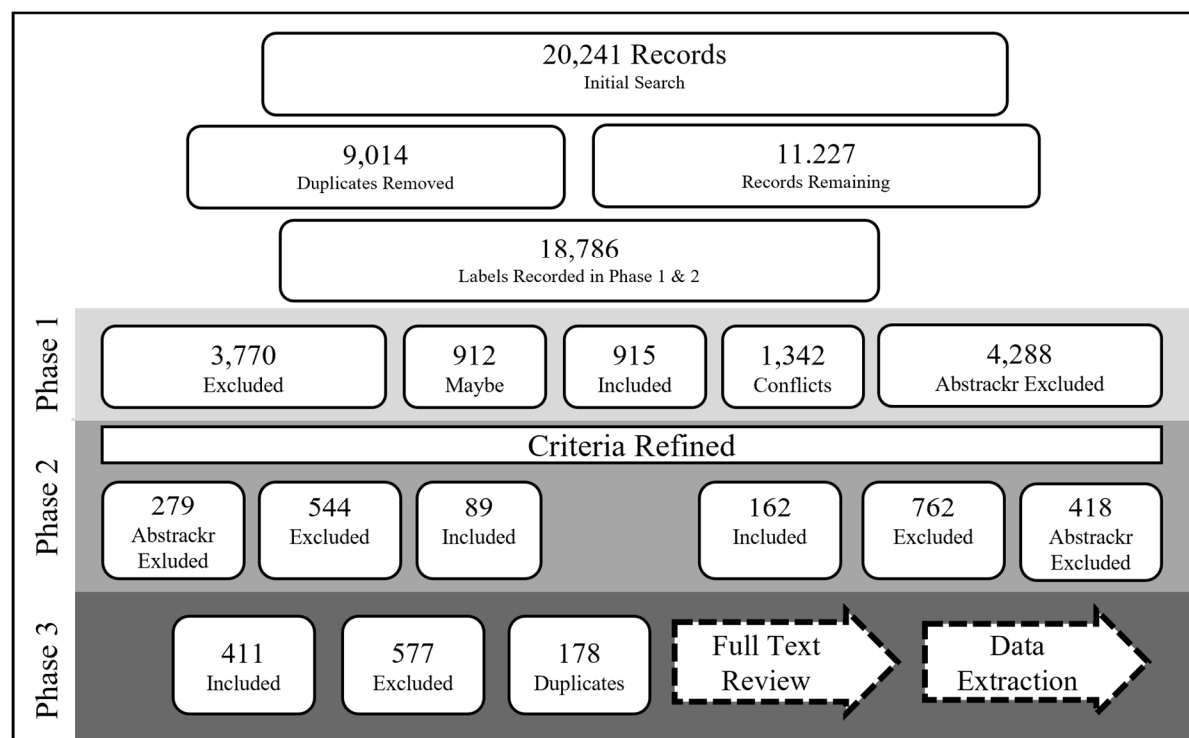 20,241 Records
Initial Search
9,014
Duplicates Removed
11.227
Records Remaining
18,786
Labels Recorded in Phase 1 & 2
Phase 1
3,770
Excluded
912
Maybe
915
Included
1,342
Conflicts
4,288
Abstrackr Excluded
Phase 2
Criteria Refined
279
Abstrackr
Exluded
544
Excluded
89
Included
162
Included
762
Excluded
418
Abstrackr
Excluded
Phase 3
411
Included
577
Excluded
178
Duplicates
Full Text
Review
Data
Extraction